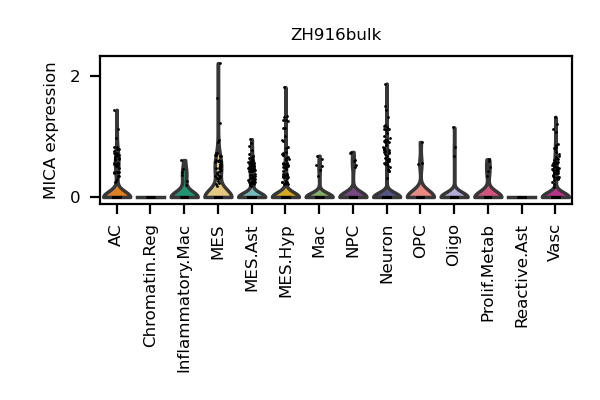 ZH916bulk
MICA expression
2
0
AC
Chromatin.Reg
Inflammatory.Mac
MES
MES.Ast
MES.Hyp
Mac
NPC
Neuron
OPC
Oligo
Prolif.Metab
Reactive.Ast
Vasc